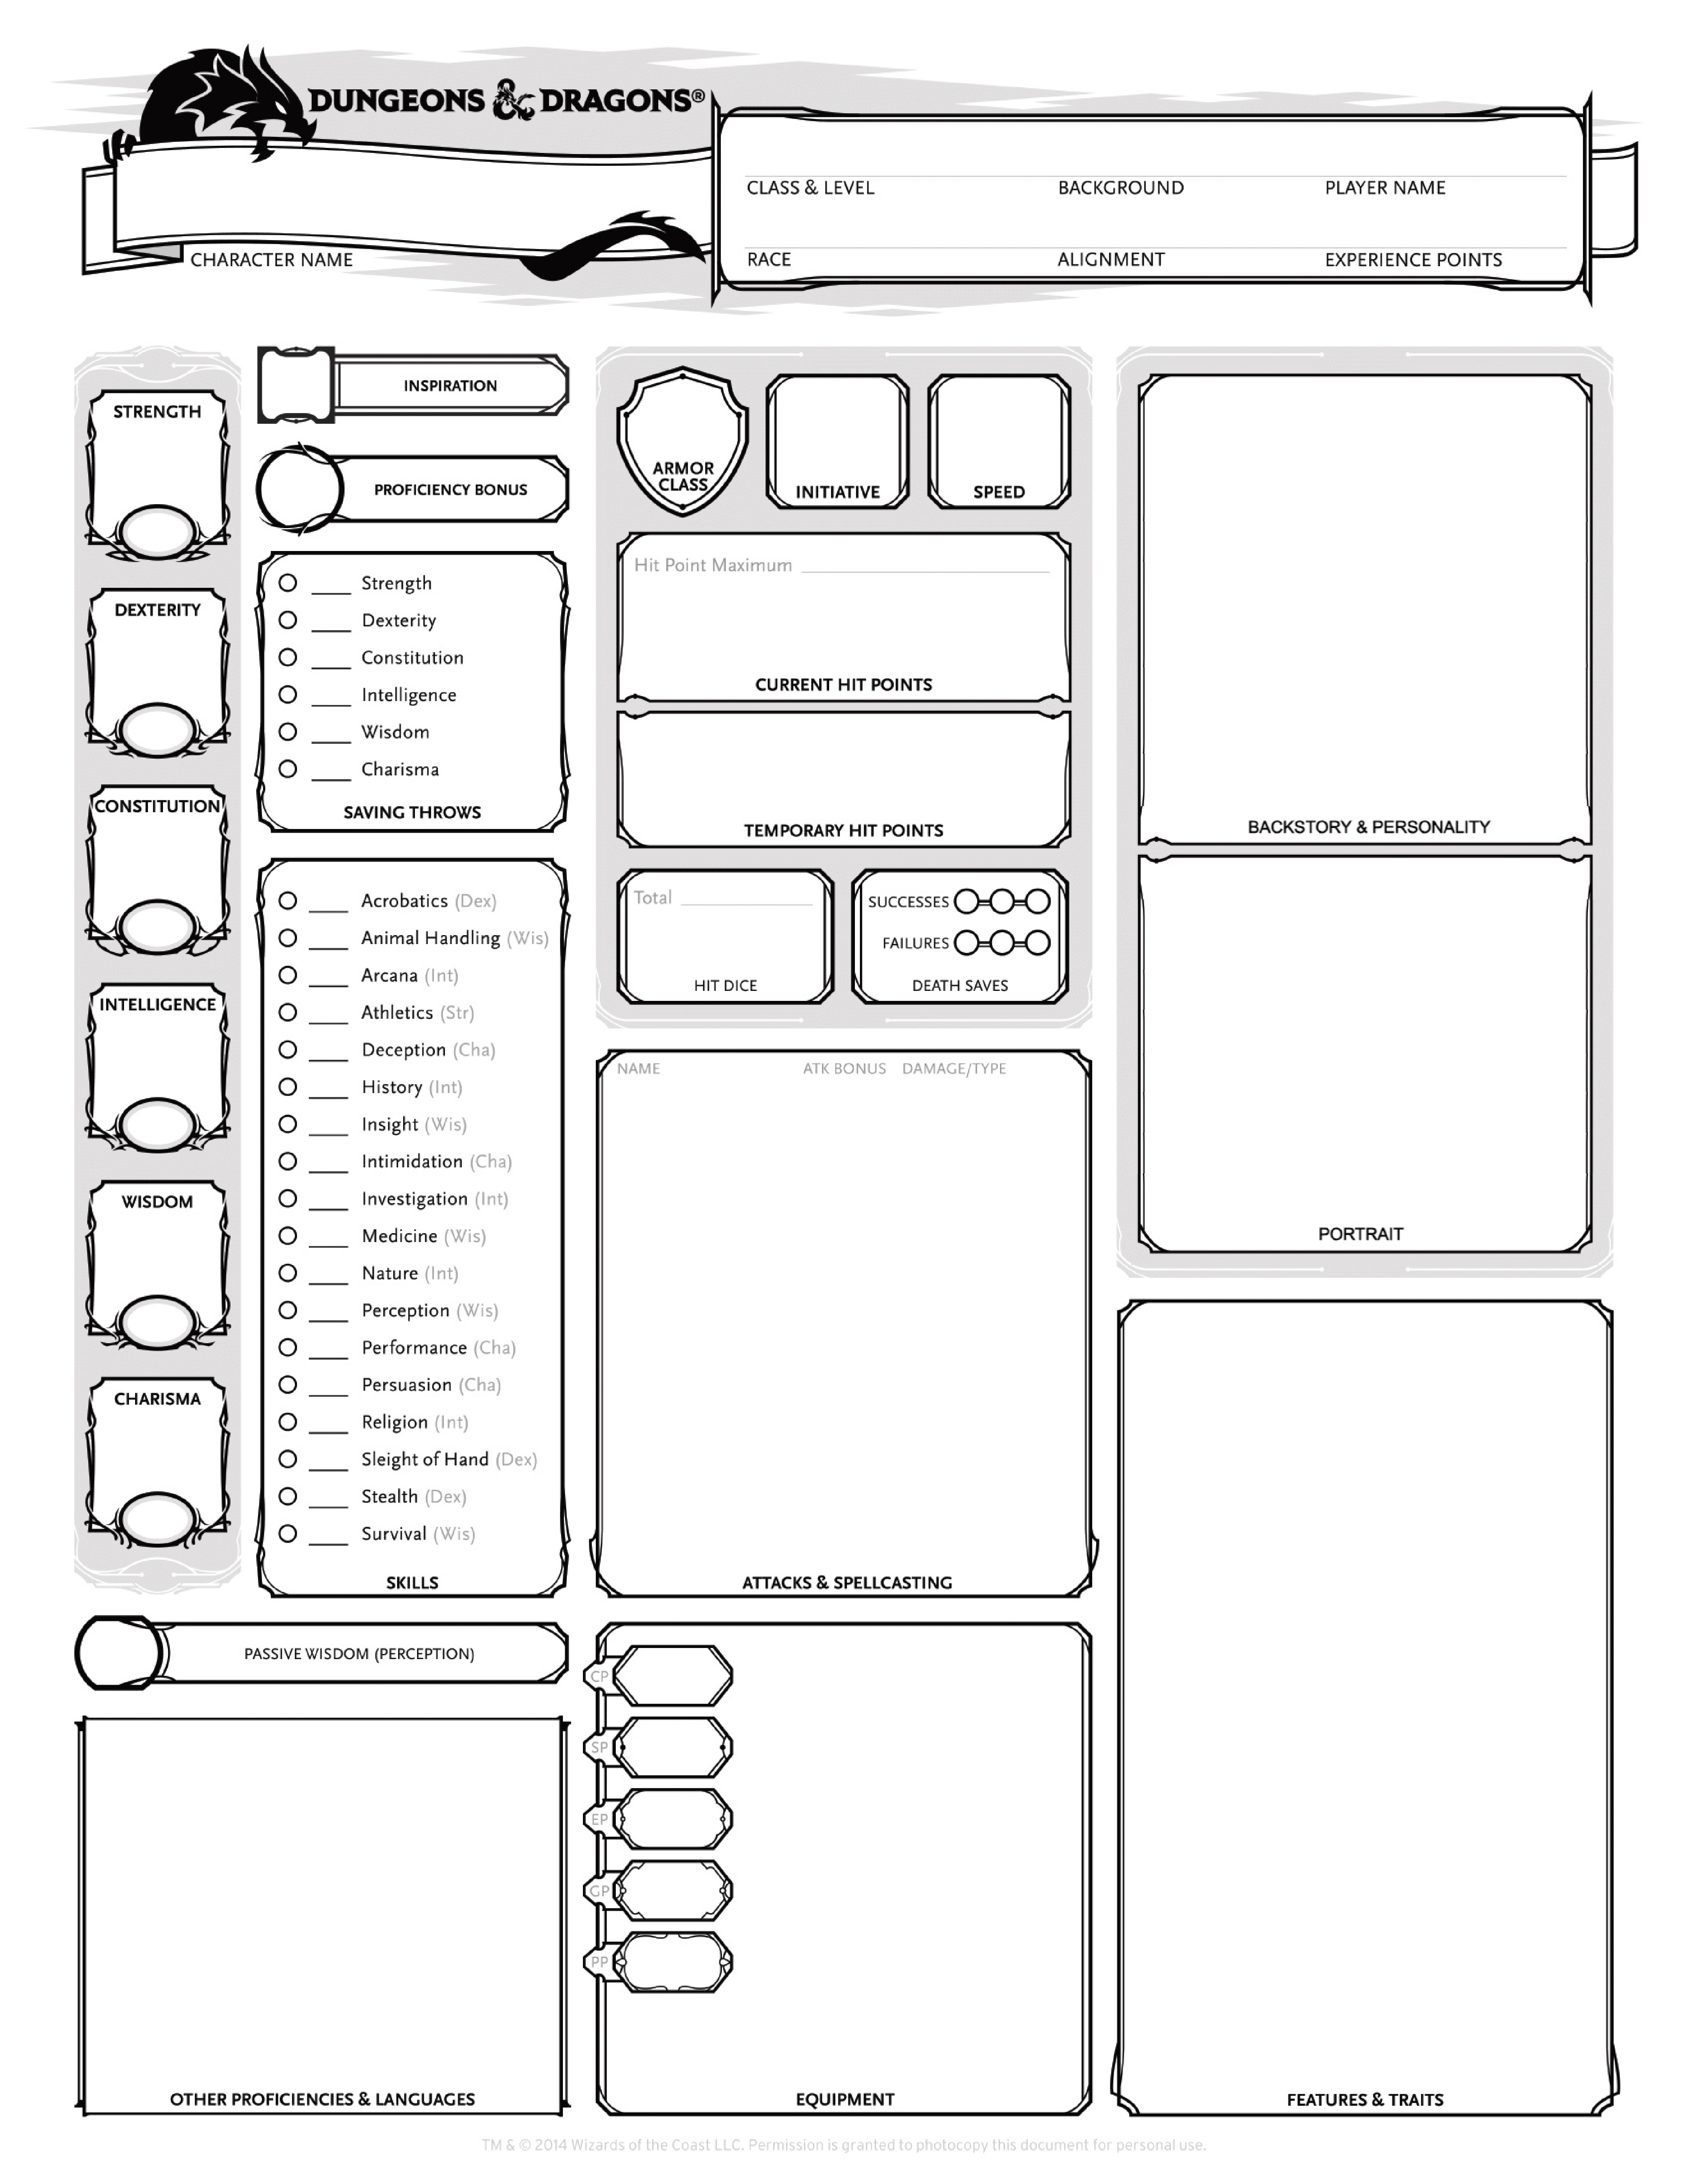 DUNGEONS & DRAGONS®
CLASS & LEVEL BACKGROUND PLAYER NAME
CHARACTER NAME
RACE ALIGNMENT EXPERIENCE POINTS
STRENGTH
DEXTERITY
CONSTITUTION
INTELLIGENCE
WISDOM
CHARISMA
INSPIRATION
PROFICIENCY BONUS
Strength
Dexterity
Constitution
Intelligence
Wisdom
Charisma
SAVING THROWS
Acrobatics (Dex)
Animal Handling (Wis)
Arcana (Int)
Athletics (Str)
Deception (Cha)
History (Int)
Insight (Wis)
Intimidation (Cha)
Investigation (Int)
Medicine (Wis)
Nature (Int)
Perception (Wis)
Performance (Cha)
Persuasion (Cha)
Religion (Int)
Sleight of Hand (Dex)
Stealth (Dex)
Survival (Wis)
SKILLS
PASSIVE WISDOM (PERCEPTION)
OTHER PROFICIENCIES & LANGUAGES
ARMOR
CLASS
INITIATIVE
SPEED
Hit Point Maximum
CURRENT HIT POINTS
TEMPORARY HIT POINTS
Total
HIT DICE
SUCCESSES
FAILURES
DEATH SAVES
NAME ATK BONUS DAMAGE/TYPE
ATTACKS & SPELLCASTING
CP
SP
EP
GP
PP
EQUIPMENT
BACKSTORY & PERSONALITY
PORTRAIT
FEATURES & TRAITS
TM & © 2014 Wizards of the Coast LLC. Permission is granted to photocopy this document for personal use.